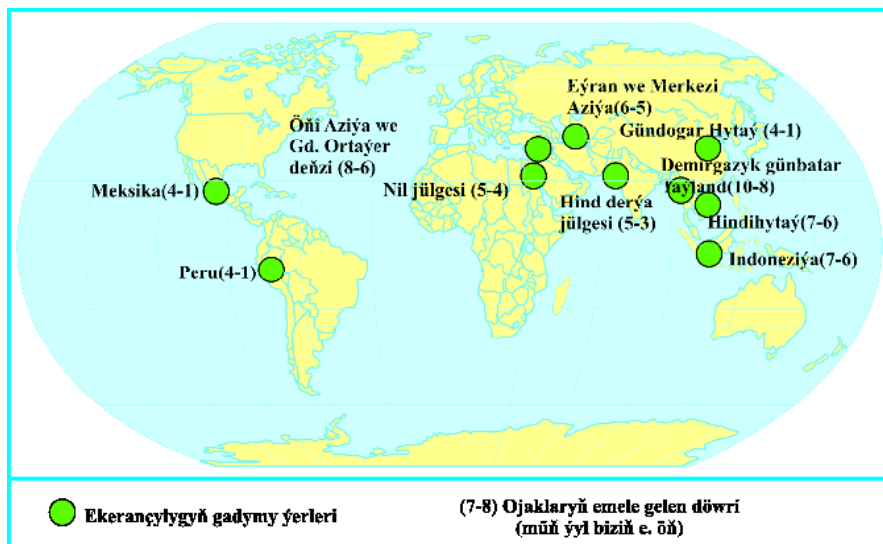 Eýran we Merkezi
Aziýa(6-5)
Öňi Aziýa we
Gd. Ortaýer
deňzi (8-6)
Gündogar Hytaý (4-1)
Demirgazyk günbatar
Taýland(10-8)
Meksika(4-1)
Nil jülgesi (5-4)
Hind derýa
jülgesi (5-3)
Hindihytaý(7-6)
Indoneziýa(7-6)
Peru(4-1)
Ekerançylygyň gadymy ýerleri
(7-8) Ojaklaryň emele gelen döwri
(müň ýyl biziň e. öň)